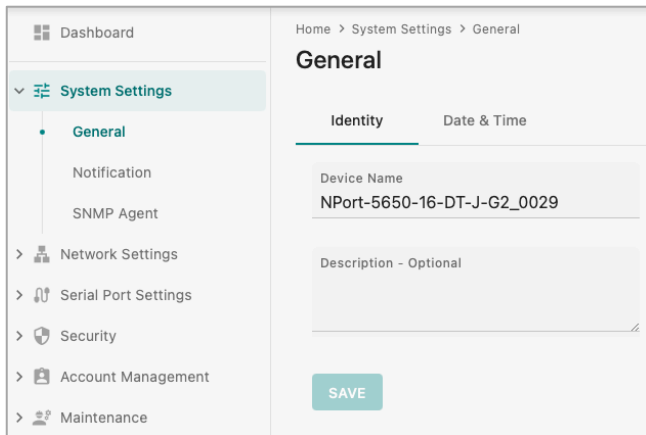 Dashboard
System Settings
General
Notification
SNMP Agent
Network Settings
Serial Port Settings
Security
Account Management
Maintenance
Home > System Settings > General
General
Identity
Date & Time
Device Name
NPort-5650-16-DT-J-G2_0029
Description - Optional
SAVE